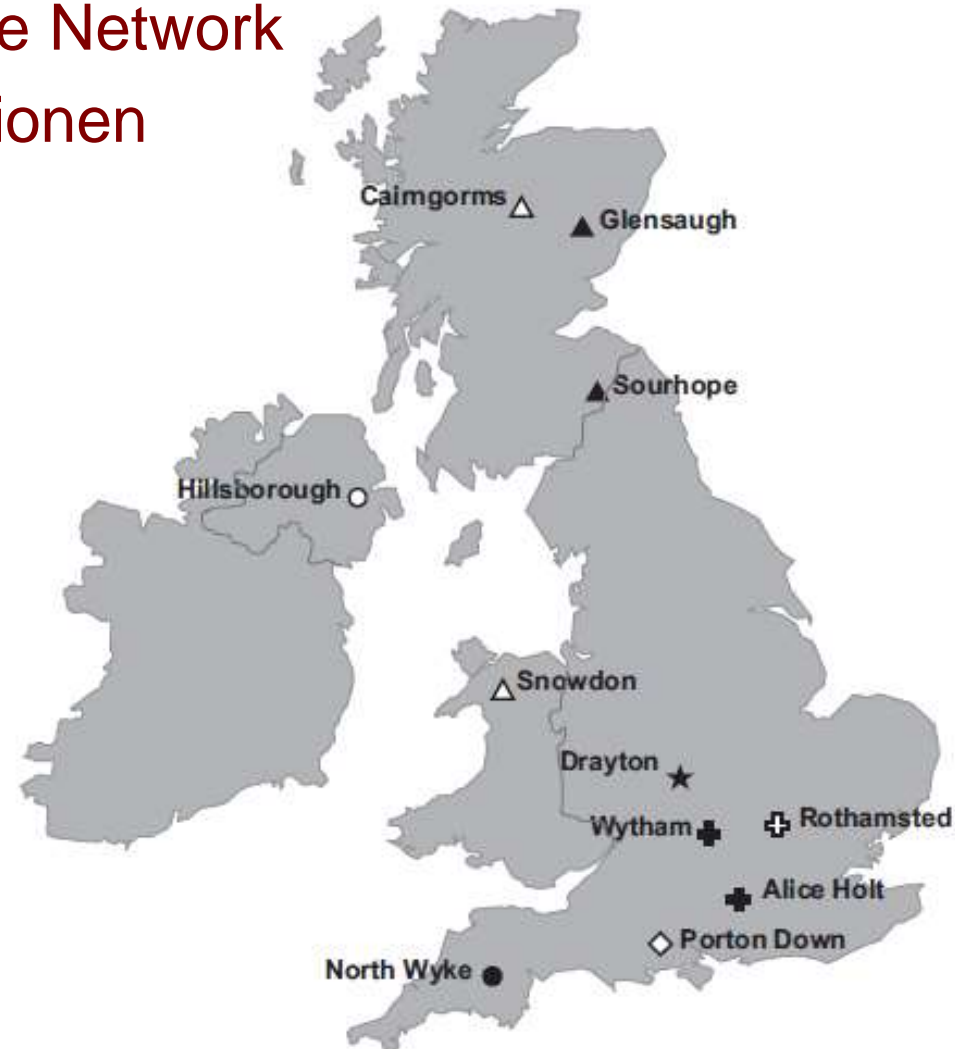 e Network
ionen
Cairngorms
Glensaugh
Sourhope
Hillsborough
Snowdon
Drayton
Wytham
Rothamsted
Alice Holt
Porton Down
North Wyke